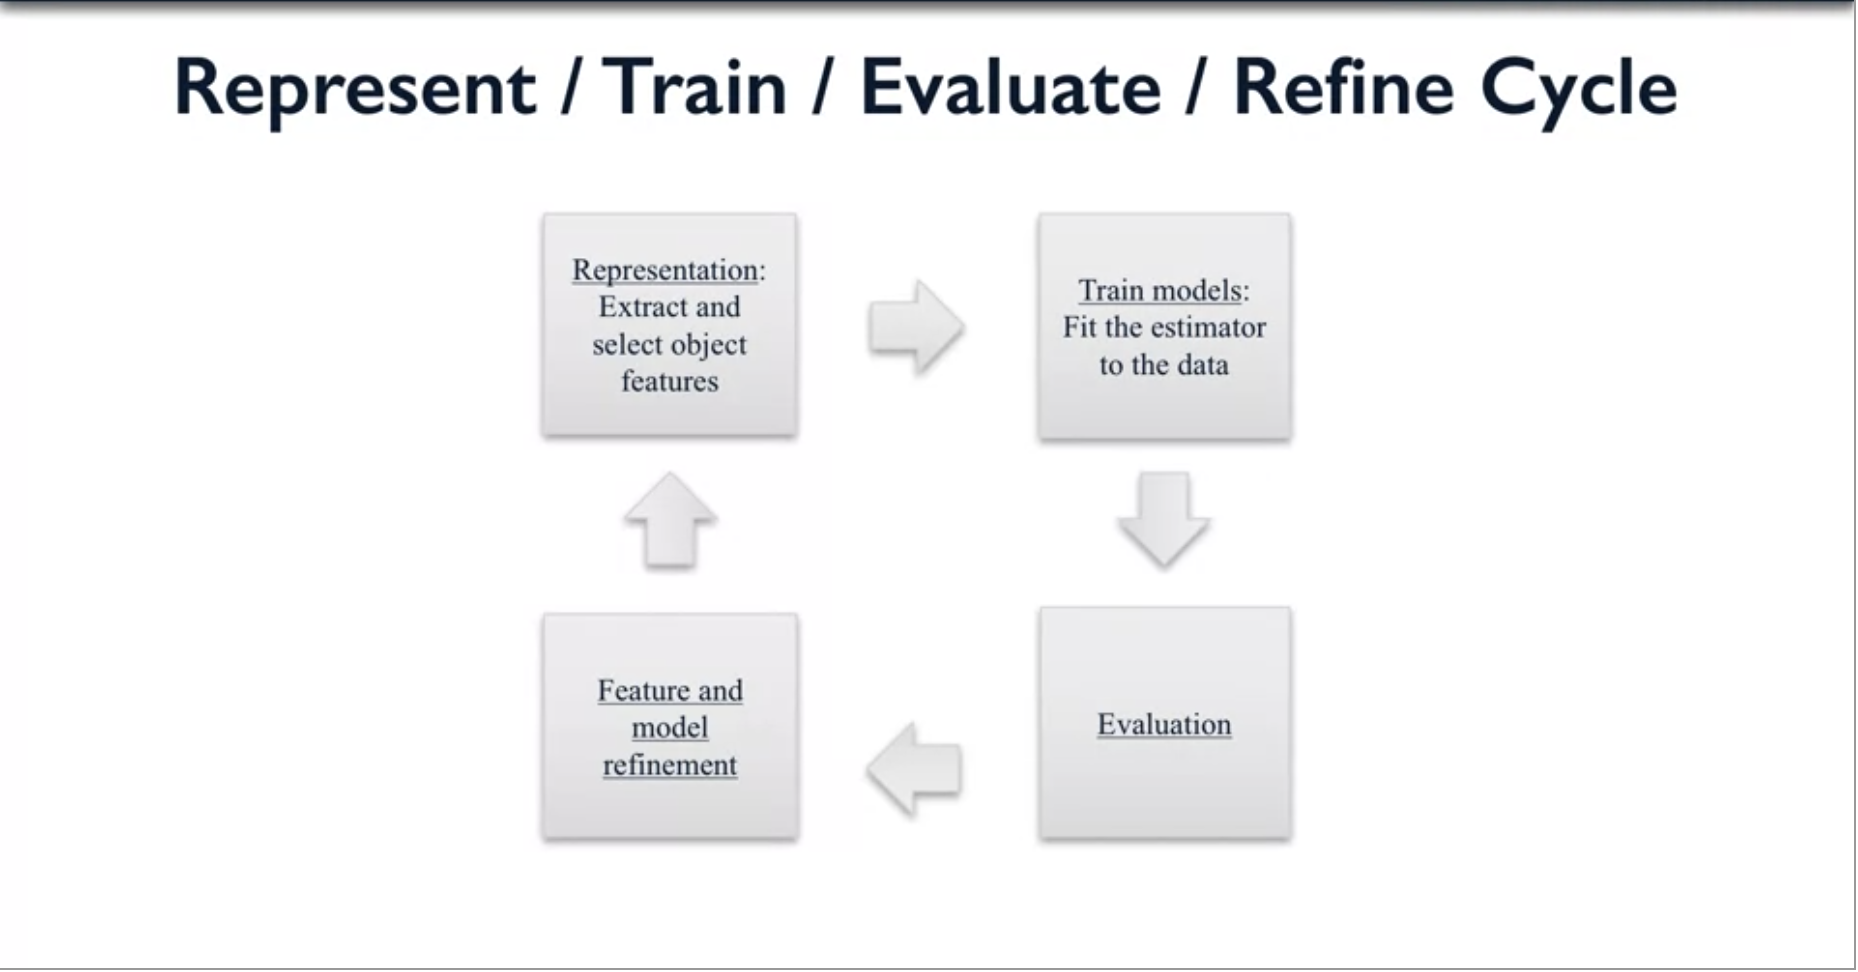 Represent / Train / Evaluate / Refine Cycle
Representation:
Extract and
select object
features
Train models:
Fit the estimator
to the data
Evaluation
Feature and
model
refinement